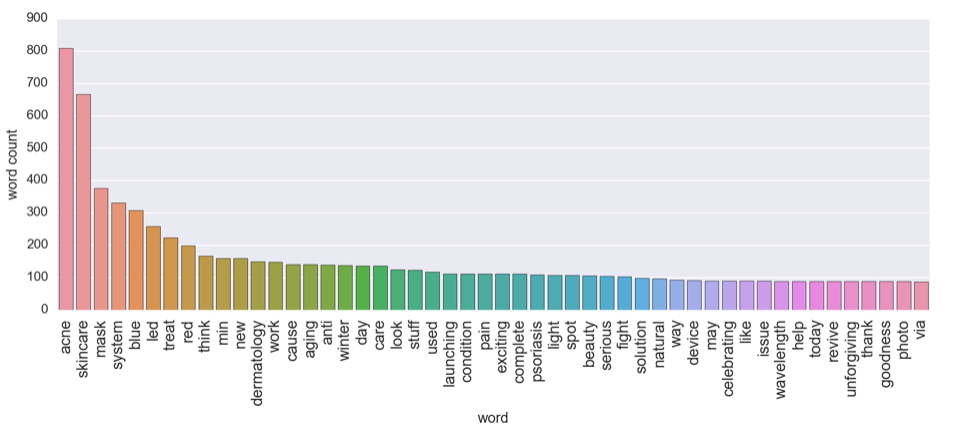 900
800
700
600
500
400
300
200
100
0
word count
acne
skincare
mask
system
blue
led
treat
red
think
min
new
dermatology
work
cause
aging
anti
winter
day
care
look
stuff
used
launching
condition
pain
exciting
complete
psoriasis
light
spot
beauty
serious
fight
solution
natural
way
device
may
celebrating
like
issue
wavelength
help
today
revive
unforgiving
thank
goodness
photo
via
word